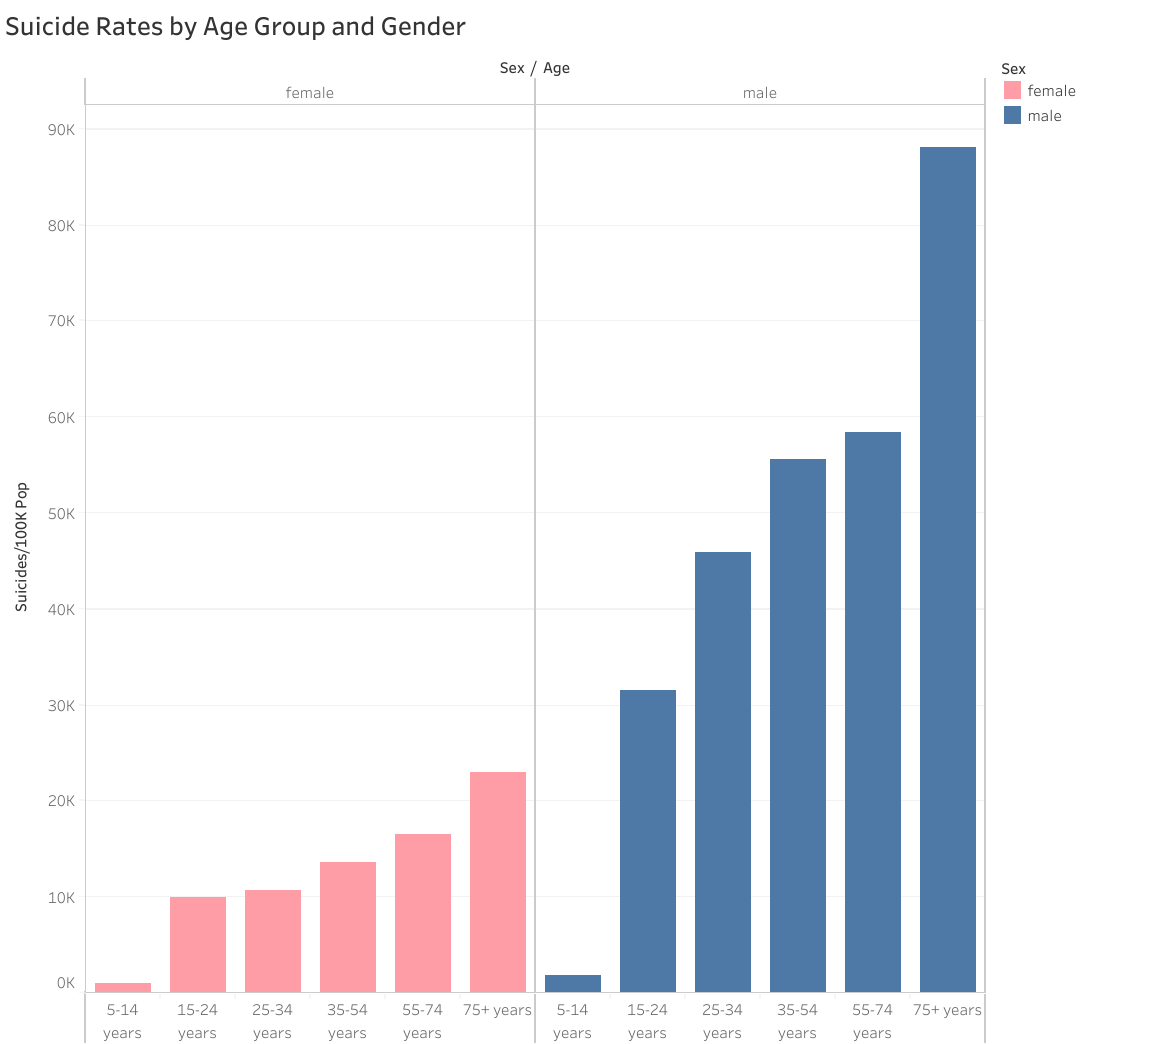 Suicide Rates by Age Group and Gender
Sex / Age
female male
Sex
female
male
90K
80K
70K
60K
50K
40K
30K
20K
10K
0K
Suicides/100K Pop
5-14 15-24 25-34 35-54 55-74 75+ years 5-14 15-24 25-34 35-54 55-74 75+ years
years years years years years years years years years years